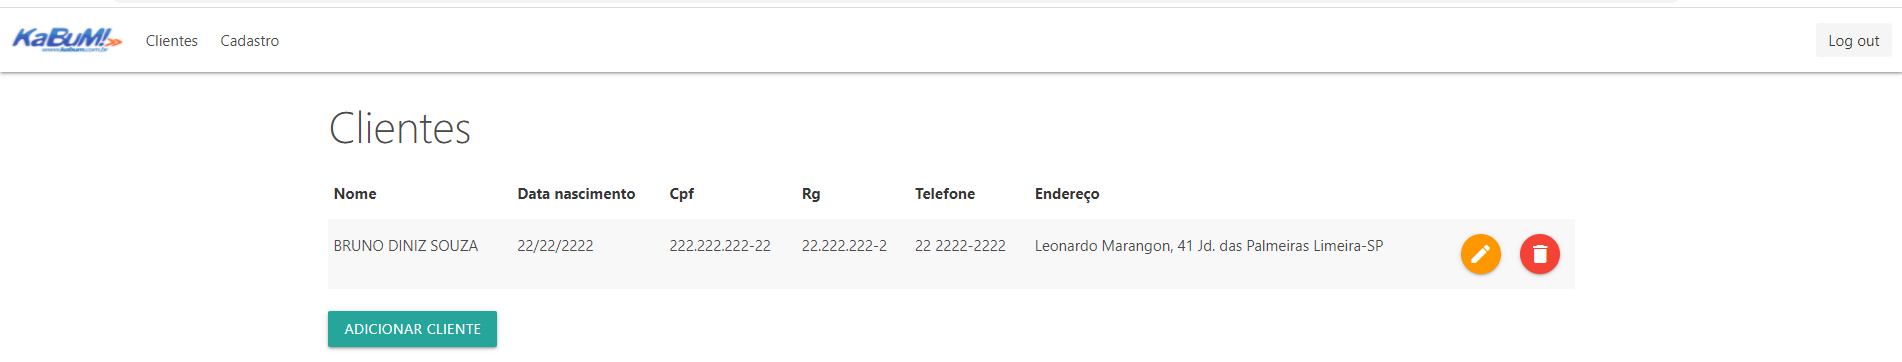 KaBuM! Clientes Cadastro Log out
www.kabum.com.br
Clientes
Nome Data nascimento Cpf Rg Telefone Endereço
BRUNO DINIZ SOUZA 22/22/2222 222.222.222-22 22.222.222-2 22 2222-2222 Leonardo Marangon, 41 Jd. das Palmeiras Limeira-SP
ADICIONAR CLIENTE